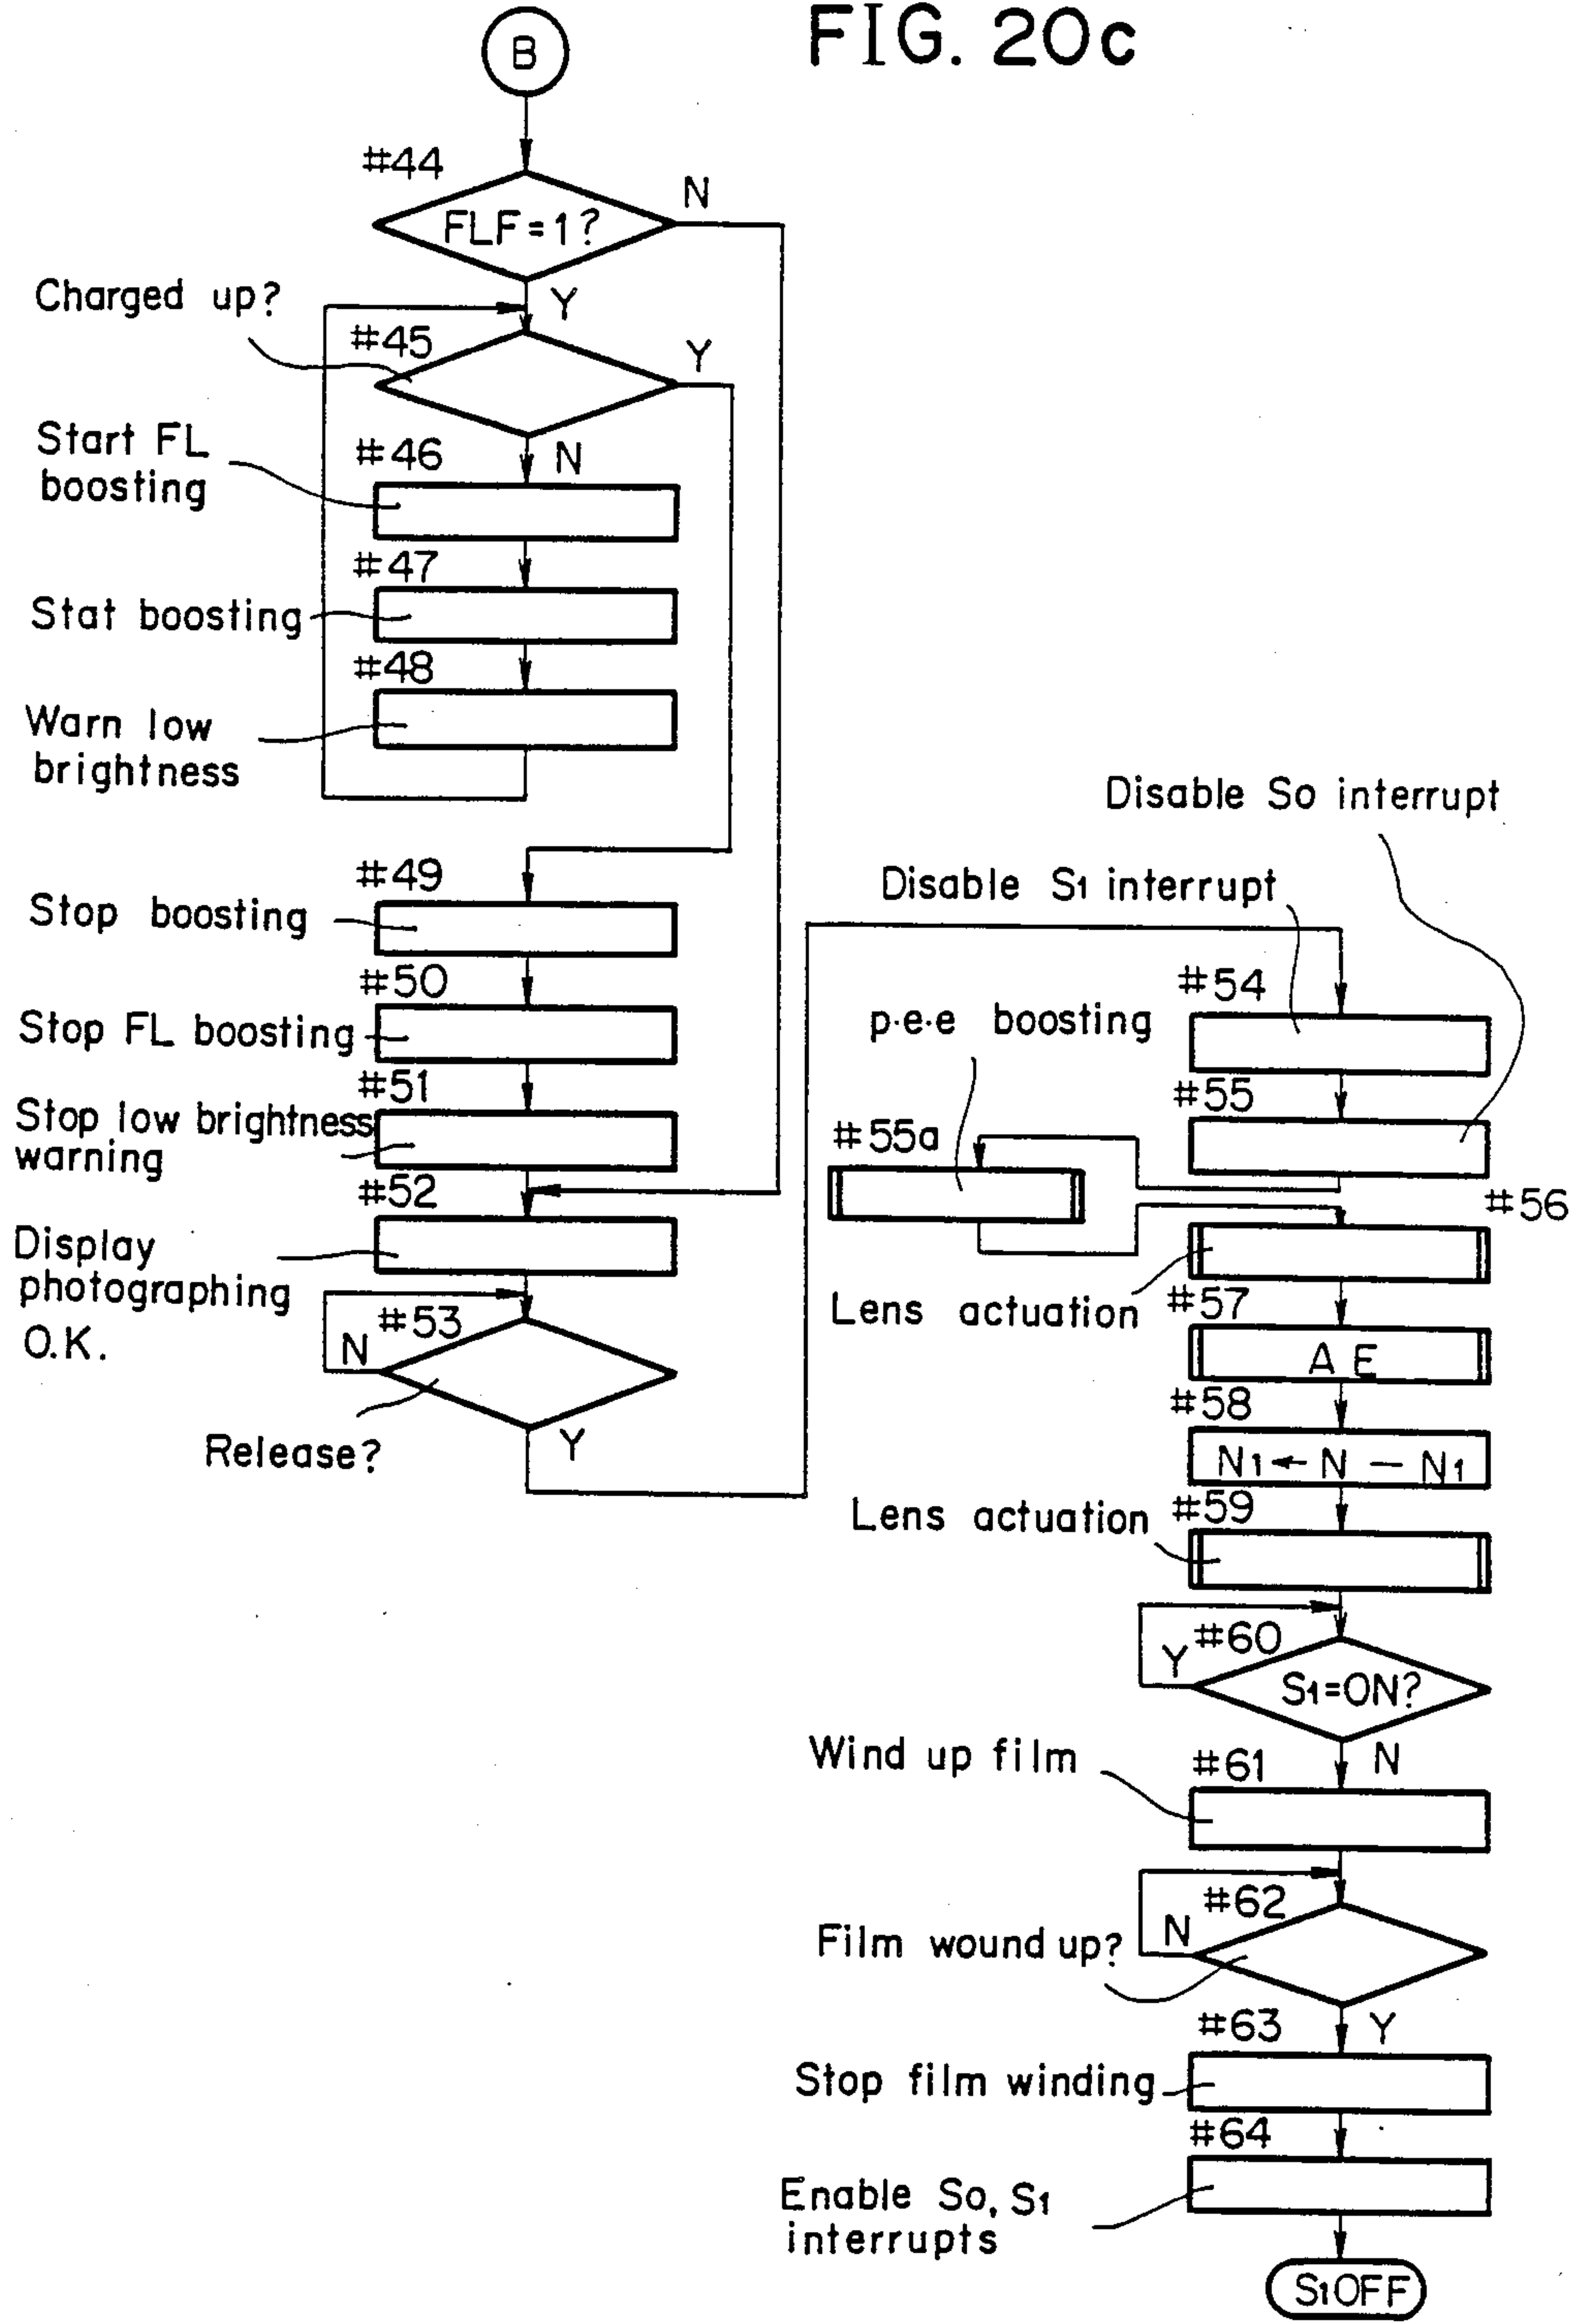 FIG. 20c
B
#44
N
FLF=1?
Y
Charged up?
#45
Y
Start FL
boosting
#46
N
#47
Stat boosting
#48
Warn low
brightness
#49
Stop boosting
#50
Stop FL boosting
#51
Stop low brightness
warning
#52
Display
photographing
O.K.
#53
N
Release?
Y
Disable So interrupt
Disable S1 interrupt
#54
p·e·e boosting
#55
#55a
#56
Lens actuation
#57
A E
#58
N1 ← N — N1
Lens actuation
#59
#60
Y
S1=ON?
N
Wind up film
#61
#62
N
Film wound up?
#63
Y
Stop film winding
#64
Enable So, S1
interrupts
S1OFF